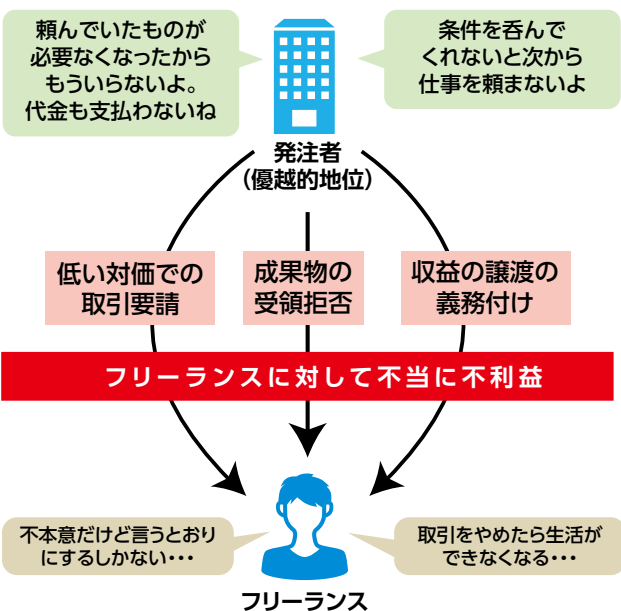 頼んでいたものが
必要なくなったから
もういらないよ。
代金も支払わないね
条件を呑んで
くれないと次から
仕事を頼まないよ
発注者
（優越的地位）
低い対価での
取引要請
成果物の
受領拒否
収益の譲渡の
義務付け
フリーランスに対して不当に不利益
不本意だけど言うとおり
にするしかない・・・
取引をやめたら生活が
できなくなる・・・
フリーランス